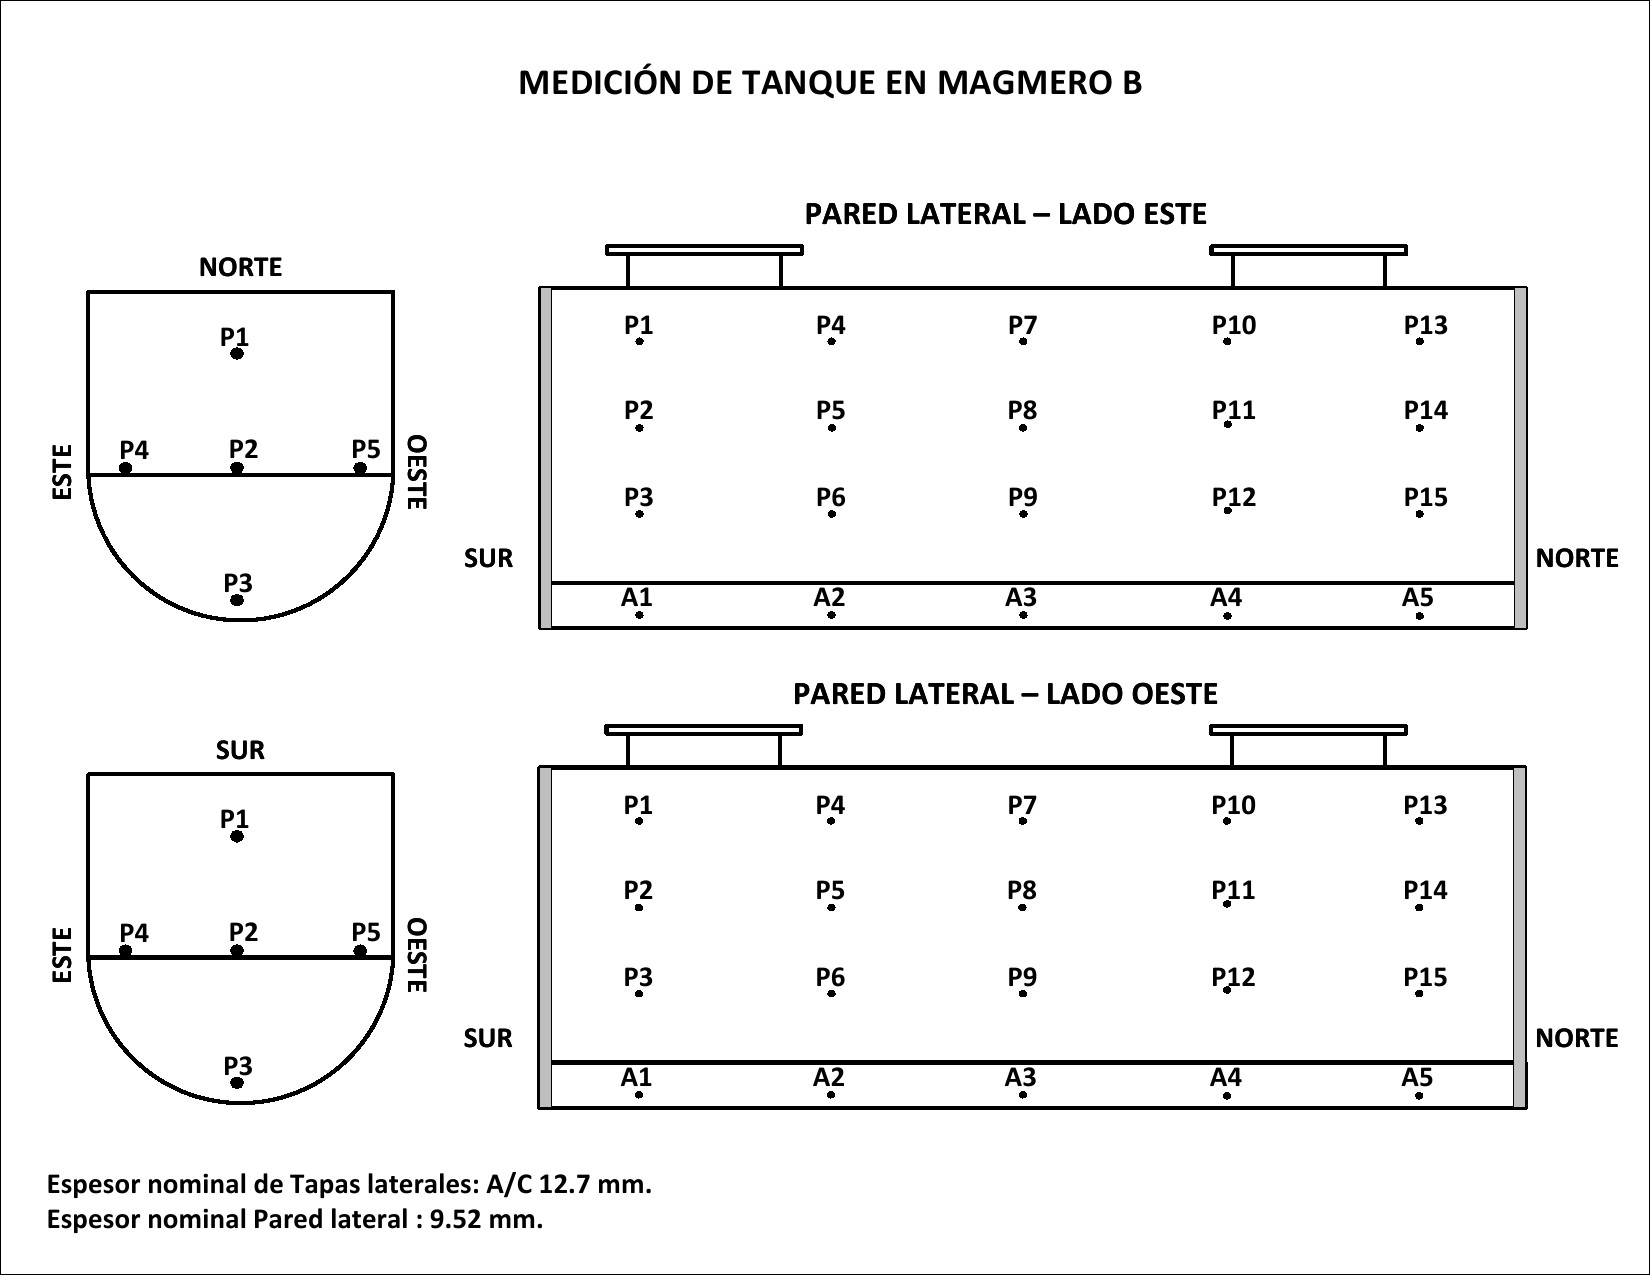 MEDICIÓN DE TANQUE EN MAGMERO B
PARED LATERAL – LADO ESTE
NORTE
P1
P4 P2 P5
P3
ESTE
OESTE
P1 P4 P7 P10 P13
P2 P5 P8 P11 P14
P3 P6 P9 P12 P15
SUR NORTE
A1 A2 A3 A4 A5
PARED LATERAL – LADO OESTE
SUR
P1
P4 P2 P5
P3
ESTE
OESTE
P1 P4 P7 P10 P13
P2 P5 P8 P11 P14
P3 P6 P9 P12 P15
SUR NORTE
A1 A2 A3 A4 A5
Espesor nominal de Tapas laterales: A/C 12.7 mm.
Espesor nominal Pared lateral : 9.52 mm.